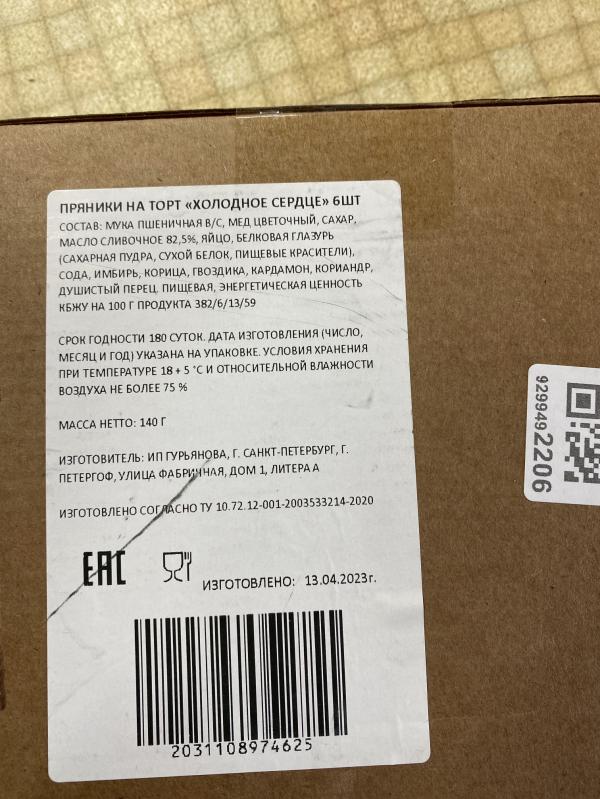 ПРЯНИКИ НА ТОРТ «ХОЛОДНОЕ СЕРДЦЕ» 6ШТ
СОСТАВ: МУКА ПШЕНИЧНАЯ В/С, МЕД ЦВЕТОЧНЫЙ, САХАР,
МАСЛО СЛИВОЧНОЕ 82,5%, ЯЙЦО, БЕЛКОВАЯ ГЛАЗУРЬ
(САХАРНАЯ ПУДРА, СУХОЙ БЕЛОК, ПИЩЕВЫЕ КРАСИТЕЛИ),
СОДА, ИМБИРЬ, КОРИЦА, ГВОЗДИКА, КАРДАМОН, КОРИАНДР,
ДУШИСТЫЙ ПЕРЕЦ. ПИЩЕВАЯ, ЭНЕРГЕТИЧЕСКАЯ ЦЕННОСТЬ
КБЖУ НА 100 Г ПРОДУКТА 382/6/13/59
СРОК ГОДНОСТИ 180 СУТОК. ДАТА ИЗГОТОВЛЕНИЯ (ЧИСЛО,
МЕСЯЦ И ГОД) УКАЗАНА НА УПАКОВКЕ. УСЛОВИЯ ХРАНЕНИЯ
ПРИ ТЕМПЕРАТУРЕ 18 + 5 °С И ОТНОСИТЕЛЬНОЙ ВЛАЖНОСТИ
ВОЗДУХА НЕ БОЛЕЕ 75 %
МАССА НЕТТО: 140 Г
ИЗГОТОВИТЕЛЬ: ИП ГУРЬЯНОВА, Г. САНКТ-ПЕТЕРБУРГ, Г.
ПЕТЕРГОФ, УЛИЦА ФАБРИЧНАЯ, ДОМ 1, ЛИТЕРА А
ИЗГОТОВЛЕНО СОГЛАСНО ТУ 10.72.12-001-2003533214-2020
ЕАС
ИЗГОТОВЛЕНО: 13.04.2023г.
2031108974625
9299492206